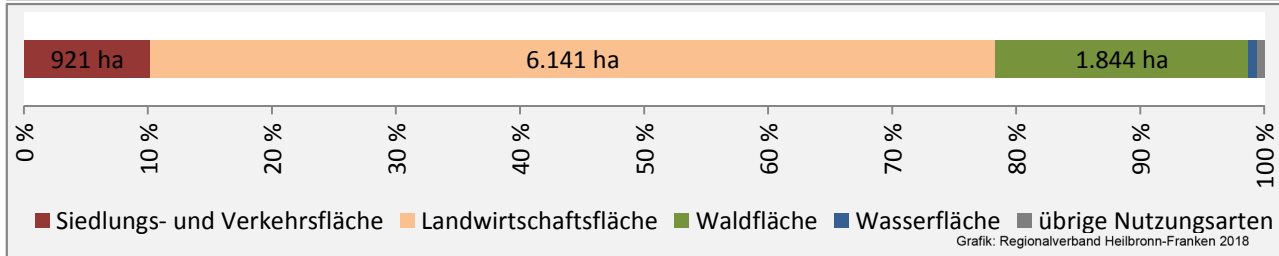 921 ha 6.141 ha 1.844 ha
0 % 10 % 20 % 30 % 40 % 50 % 60 % 70 % 80 % 90 % 100 %
Siedlungs- und Verkehrsfläche Landwirtschaftsfläche Waldfläche Wasserfläche übrige Nutzungsarten
Grafik: Regionalverband Heilbronn-Franken 2018